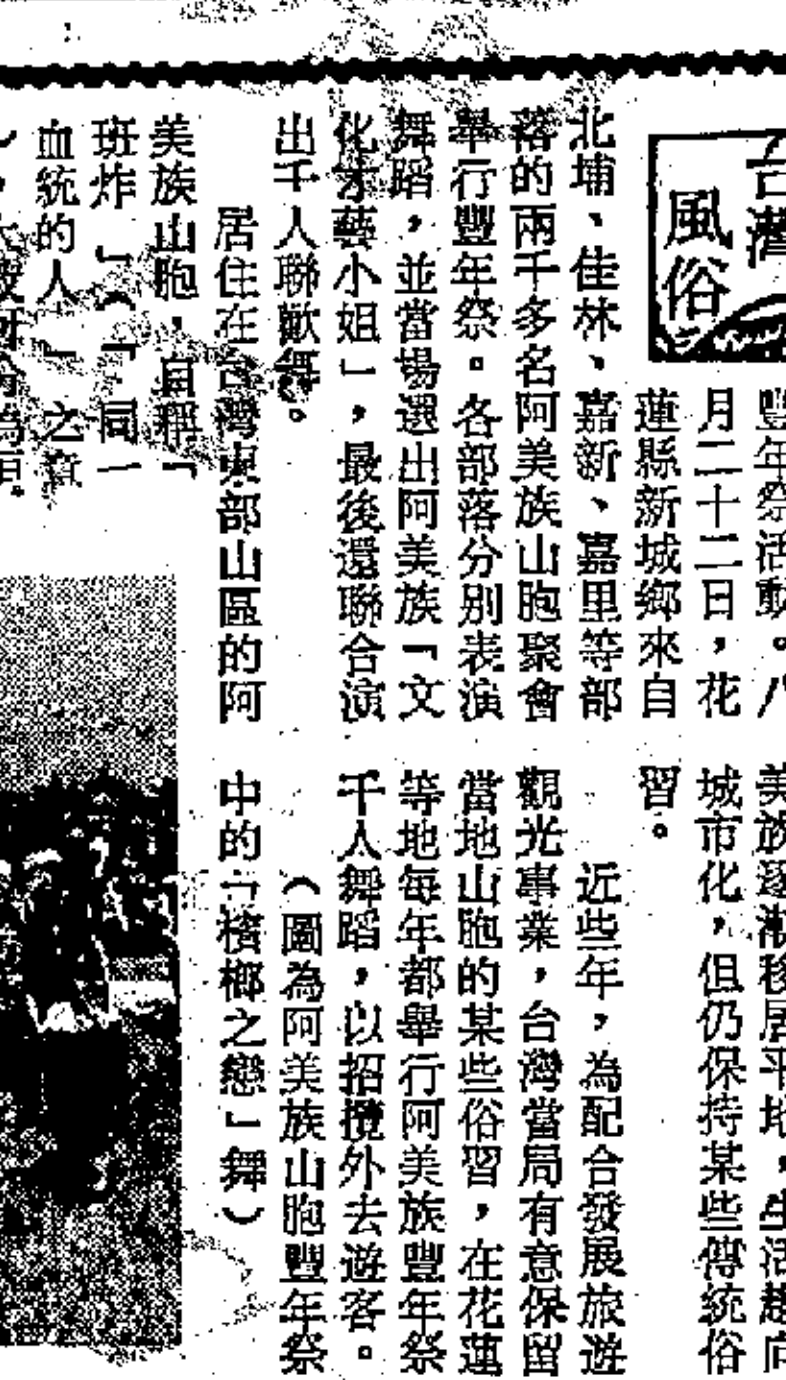 台灣
風俗
豐年祭活動。八
月二十二日，花
蓮縣新城鄉來自
北埔、佳林、嘉新、嘉里等部
落的兩千多名阿美族山胞聚會
舉行豐年祭。各部落分別表演
舞蹈，並當場選出阿美族「文
化才藝小姐」，最後還聯合演
出千人聯歡舞。
居住在台灣東部山區的阿
美族山胞，自稱「
班炸」（「同一
血統的人」之意
美族逐漸移居平地，生活趨向
城市化，但仍保持某些傳統俗
習。
近些年，為配合發展旅遊
觀光事業，台灣當局有意保留
當地山胞的某些俗習，在花蓮
等地每年都舉行阿美族豐年祭
千人舞蹈，以招攬外去遊客。
（圖為阿美族山胞豐年祭
中的「檳榔之戀」舞）